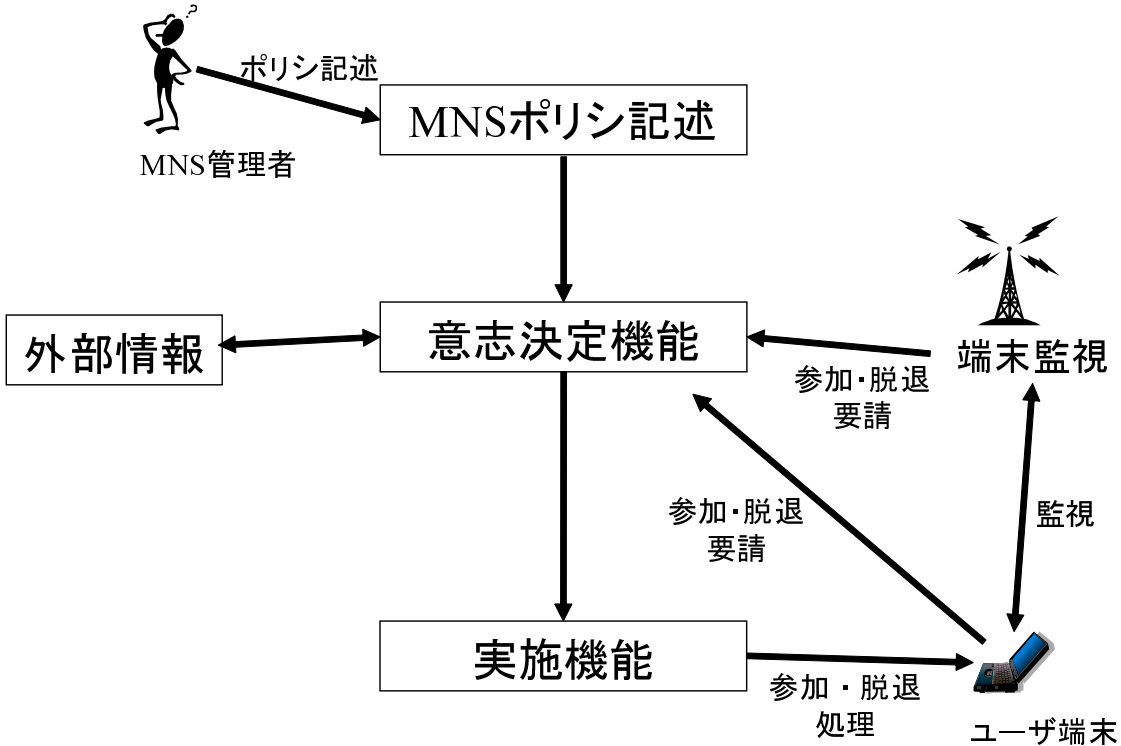 ?
ポリシ記述
MNSポリシ記述
MNS管理者
外部情報
意志決定機能
端末監視
参加・脱退
要請
参加・脱退
要請
監視
実施機能
参加・脱退
処理
ユーザ端末